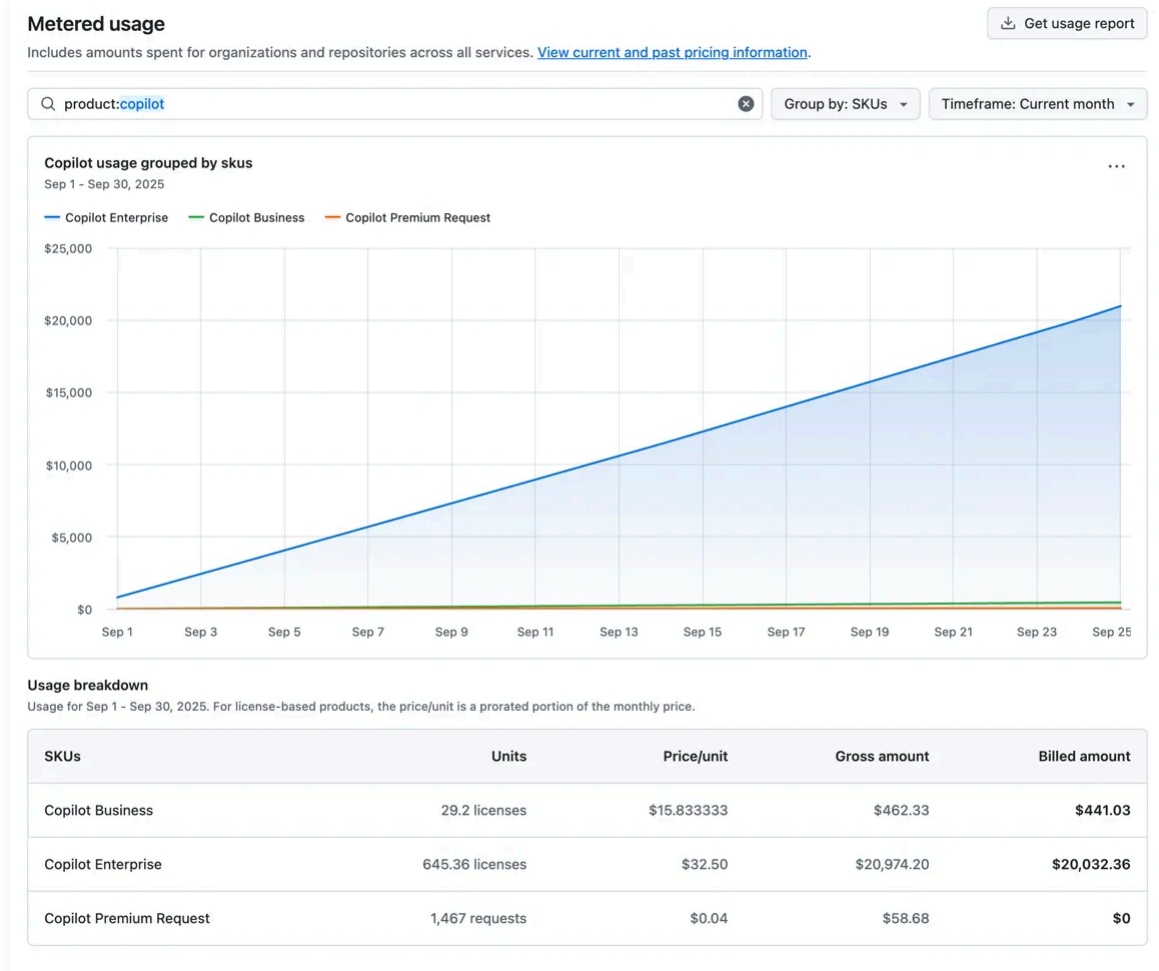 Metered usage
Get usage report
Includes amounts spent for organizations and repositories across all services. View current and past pricing information.
product:copilot
Group by: SKUs
Timeframe: Current month
Copilot usage grouped by skus
Sep 1 - Sep 30, 2025
Copilot Enterprise Copilot Business Copilot Premium Request
$25,000
$20,000
$15,000
$10,000
$5,000
$0
Sep 1 Sep 3 Sep 5 Sep 7 Sep 9 Sep 11 Sep 13 Sep 15 Sep 17 Sep 19 Sep 21 Sep 23 Sep 25
Usage breakdown
Usage for Sep 1 - Sep 30, 2025. For license-based products, the price/unit is a prorated portion of the monthly price.
SKUs Units Price/unit Gross amount Billed amount
Copilot Business 29.2 licenses $15.833333 $462.33 $441.03
Copilot Enterprise 645.36 licenses $32.50 $20,974.20 $20,032.36
Copilot Premium Request 1,467 requests $0.04 $58.68 $0